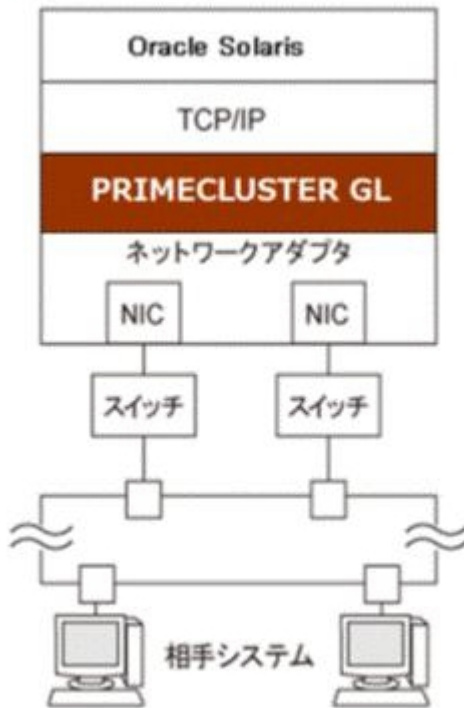 Oracle Solaris
TCP/IP
PRIMECLUSTER GL
ネットワークアダプタ
NIC NIC
スイッチ スイッチ
相手システム